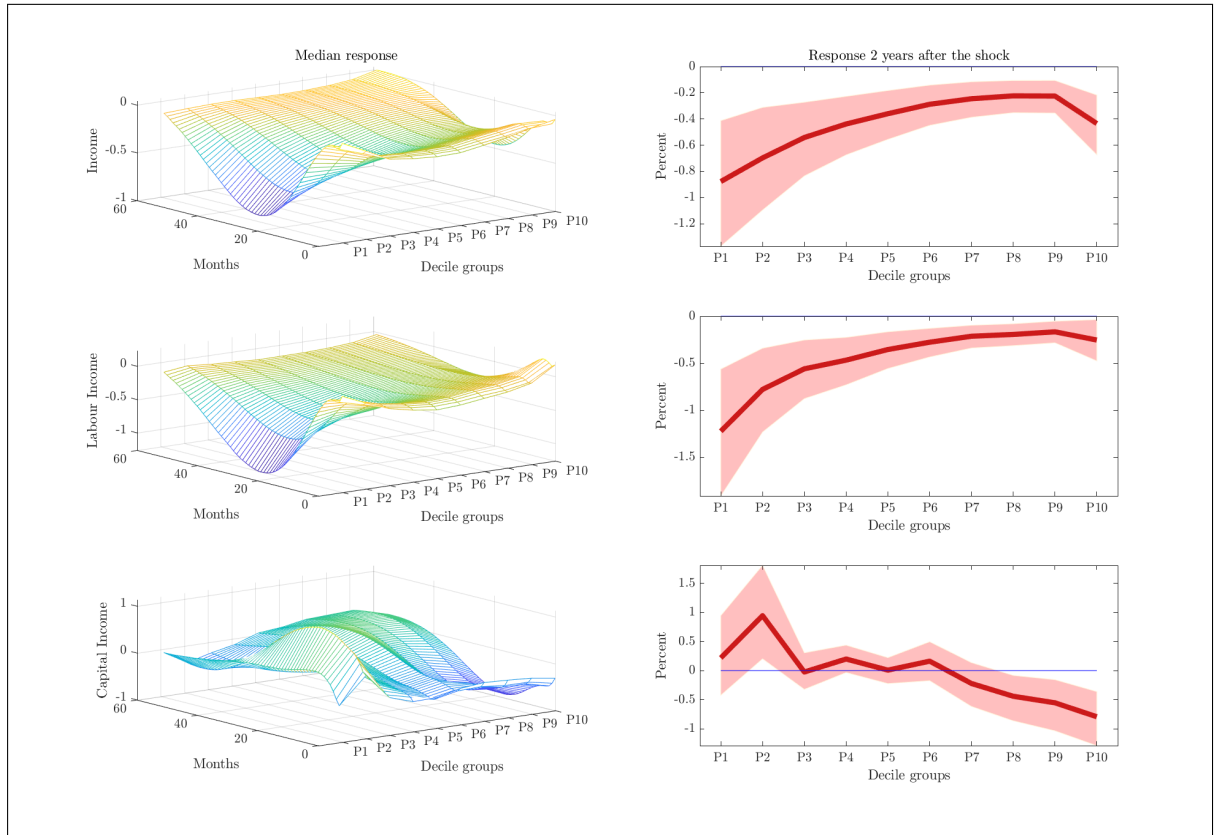 Median response
Income
0
-0.5
-1
60
40
20
0
Months
P1 P2 P3 P4 P5 P6 P7 P8 P9 P10
Decile groups
Response 2 years after the shock
Percent
0
-0.2
-0.4
-0.6
-0.8
-1
-1.2
P1 P2 P3 P4 P5 P6 P7 P8 P9 P10
Decile groups
Labour Income
0
-0.5
-1
60
40
20
0
Months
P1 P2 P3 P4 P5 P6 P7 P8 P9 P10
Decile groups
Percent
0
-0.5
-1
-1.5
P1 P2 P3 P4 P5 P6 P7 P8 P9 P10
Decile groups
Capital Income
1
0
-1
60
40
20
0
Months
P1 P2 P3 P4 P5 P6 P7 P8 P9 P10
Decile groups
Percent
1.5
1
0.5
0
-0.5
-1
P1 P2 P3 P4 P5 P6 P7 P8 P9 P10
Decile groups